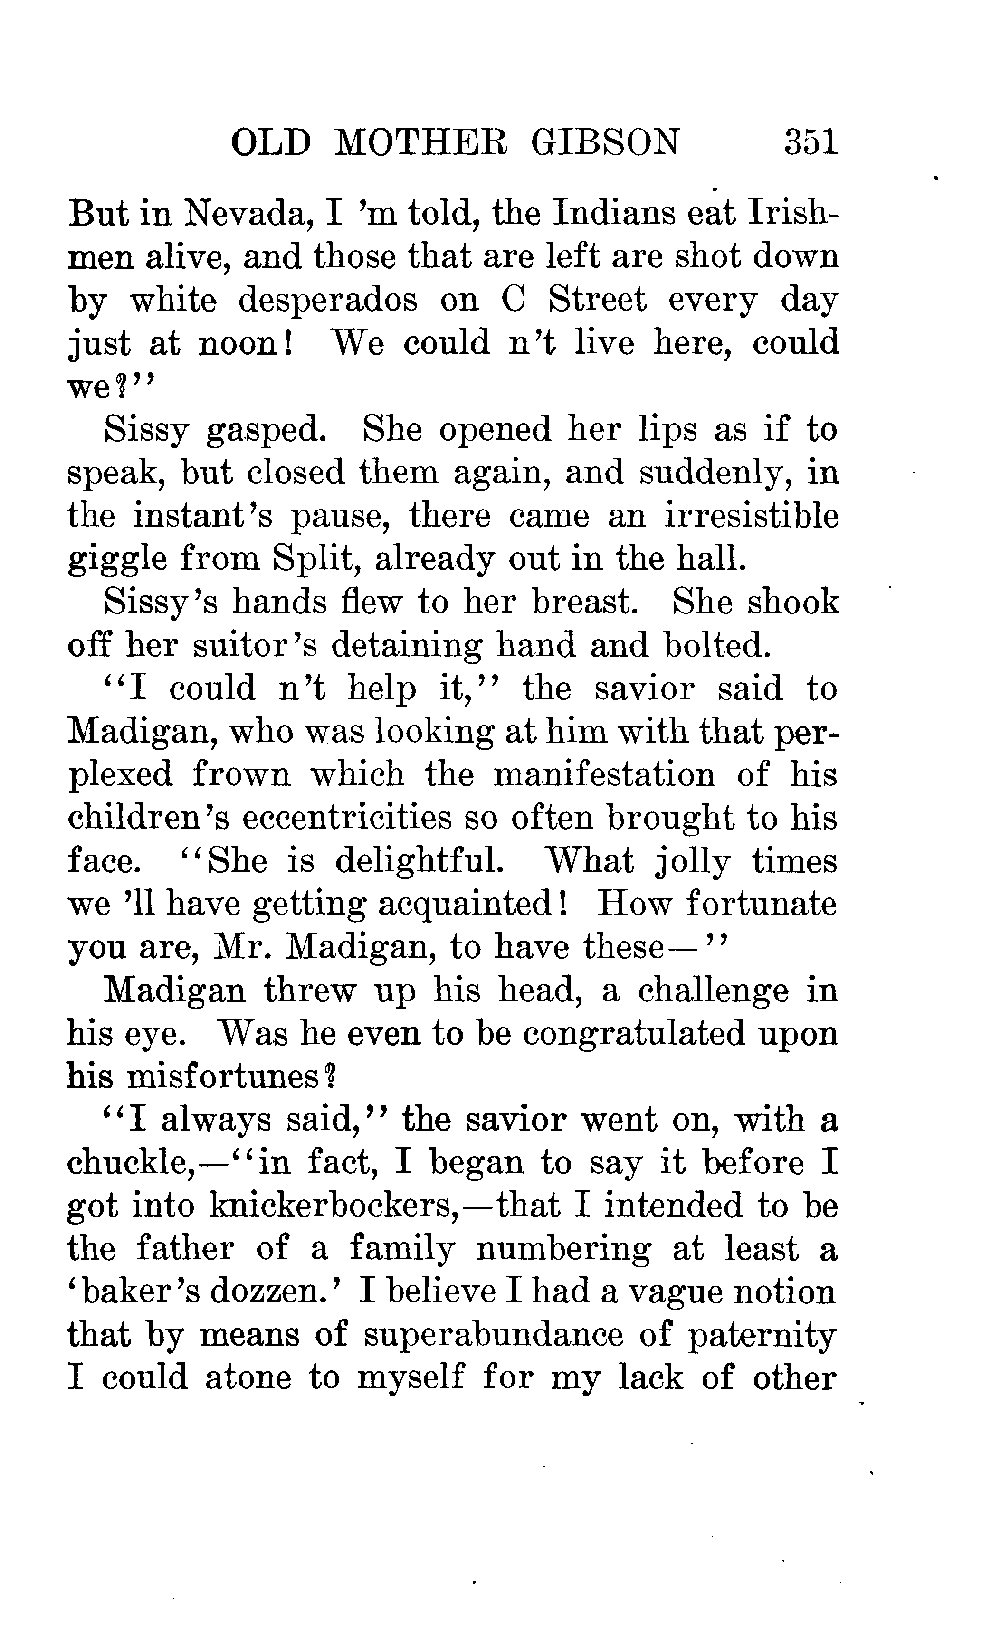 OLD MOTHER GIBSON 351
But in Nevada, I 'm told, the Indians eat Irish-
men alive, and those that are left are shot down
by white desperados on C Street every day
just at noon! We could n't live here, could
we?"
Sissy gasped. She opened her lips as if to
speak, but closed them again, and suddenly, in
the instant's pause, there came an irresistible
giggle from Split, already out in the hall.
Sissy's hands flew to her breast. She shook
off her suitor's detaining hand and bolted.
"I could n't help it," the savior said to
Madigan, who was looking at him with that per-
plexed frown which the manifestation of his
children's eccentricities so often brought to his
face. "She is delightful. What jolly times
we 'll have getting acquainted! How fortunate
you are, Mr. Madigan, to have these—"
Madigan threw up his head, a challenge in
his eye. Was he even to be congratulated upon
his misfortunes?
"I always said," the savior went on, with a
chuckle,—"in fact, I began to say it before I
got into knickerbockers,—that I intended to be
the father of a family numbering at least a
'baker's dozzen.' I believe I had a vague notion
that by means of superabundance of paternity
I could atone to myself for my lack of other